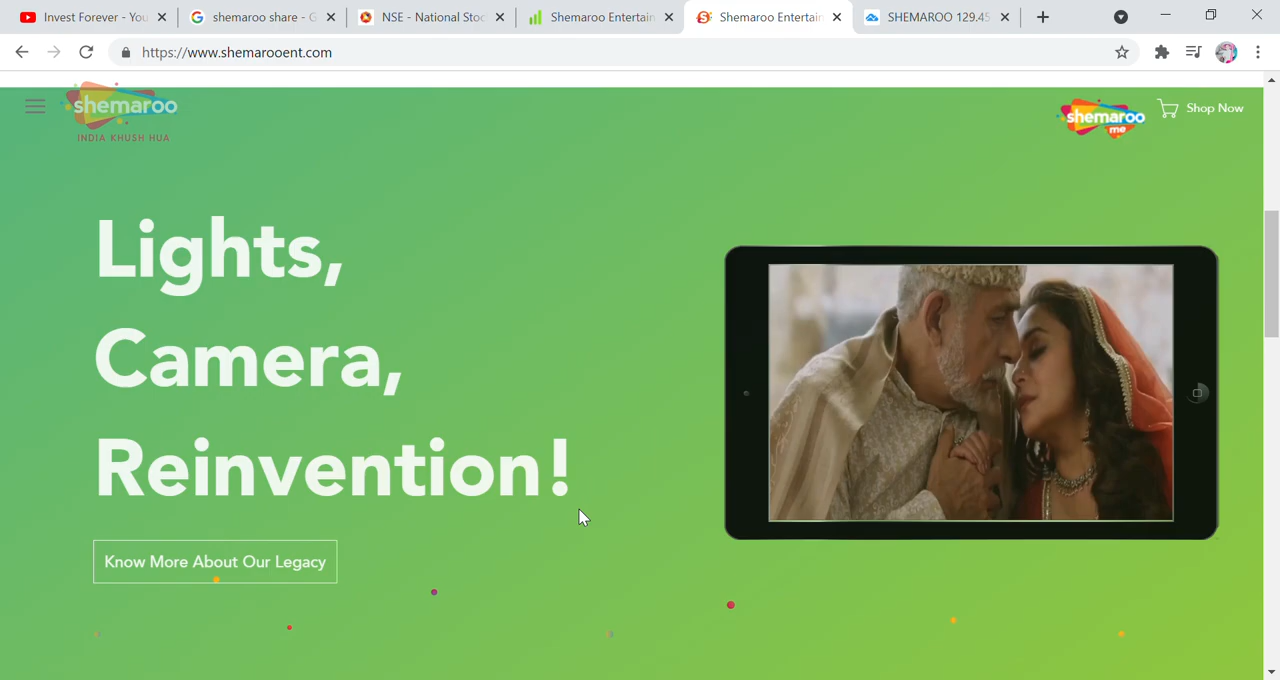 Invest Forever - You
shemaroo share - G
NSE - National Stoc
Shemaroo Entertain
Shemaroo Entertain
SHEMAROO 129.45
https://www.shemarooent.com
shemaroo
INDIA KHUSH HUA
shemaroo
me
Shop Now
Lights,
Camera,
Reinvention!
Know More About Our Legacy